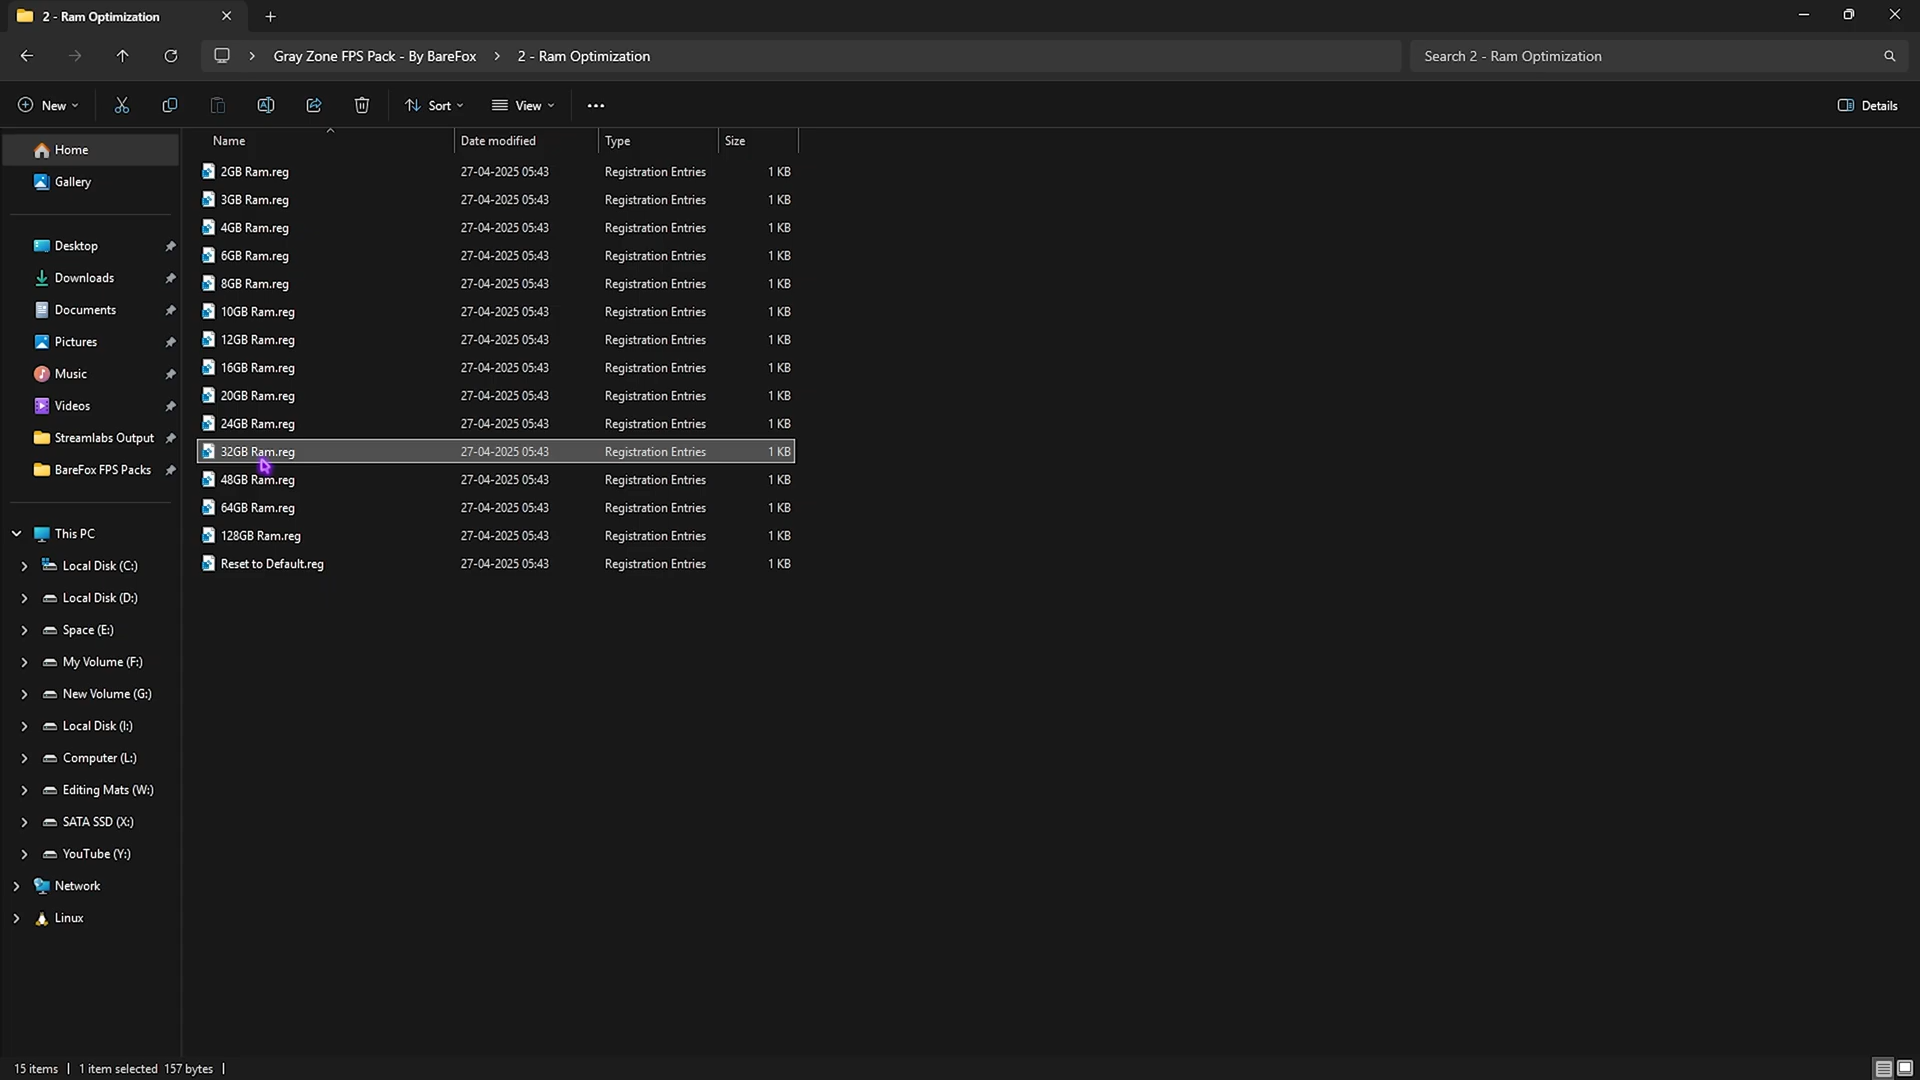 2 - Ram Optimization
Gray Zone FPS Pack - By BareFox > 2 - Ram Optimization
Search 2 - Ram Optimization
New
Sort
View
Details
Name Date modified Type Size
Home
Gallery
Desktop
Downloads
Documents
Pictures
Music
Videos
Streamlabs Output
BareFox FPS Packs
This PC
Local Disk (C:)
Local Disk (D:)
Space (E:)
My Volume (F:)
New Volume (G:)
Local Disk (I:)
Computer (L:)
Editing Mats (W:)
SATA SSD (X:)
YouTube (Y:)
Network
Linux
2GB Ram.reg 27-04-2025 05:43 Registration Entries 1 KB
3GB Ram.reg 27-04-2025 05:43 Registration Entries 1 KB
4GB Ram.reg 27-04-2025 05:43 Registration Entries 1 KB
6GB Ram.reg 27-04-2025 05:43 Registration Entries 1 KB
8GB Ram.reg 27-04-2025 05:43 Registration Entries 1 KB
10GB Ram.reg 27-04-2025 05:43 Registration Entries 1 KB
12GB Ram.reg 27-04-2025 05:43 Registration Entries 1 KB
16GB Ram.reg 27-04-2025 05:43 Registration Entries 1 KB
20GB Ram.reg 27-04-2025 05:43 Registration Entries 1 KB
24GB Ram.reg 27-04-2025 05:43 Registration Entries 1 KB
32GB Ram.reg 27-04-2025 05:43 Registration Entries 1 KB
48GB Ram.reg 27-04-2025 05:43 Registration Entries 1 KB
64GB Ram.reg 27-04-2025 05:43 Registration Entries 1 KB
128GB Ram.reg 27-04-2025 05:43 Registration Entries 1 KB
Reset to Default.reg 27-04-2025 05:43 Registration Entries 1 KB
15 items | 1 item selected 157 bytes |